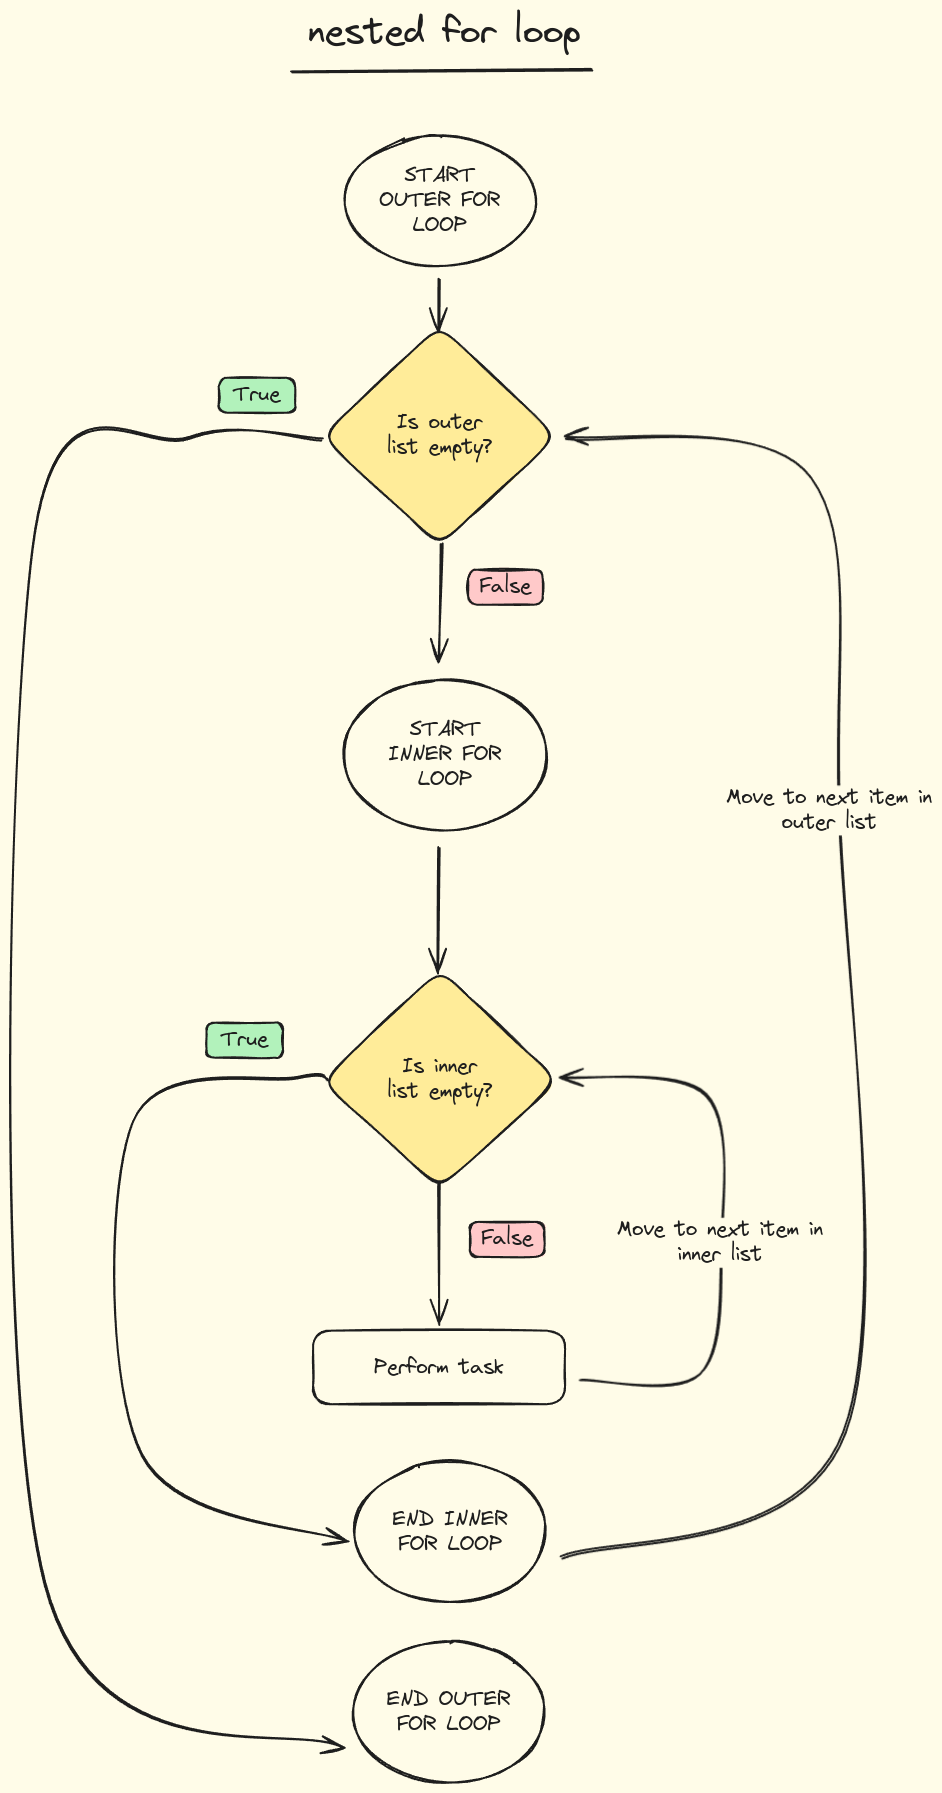 nested for loop
START
OUTER FOR
LOOP
True
Is outer
list empty?
False
START
INNER FOR
LOOP
Move to next item in
outer list
True
Is inner
list empty?
False
Move to next item in
inner list
Perform task
END INNER
FOR LOOP
END OUTER
FOR LOOP